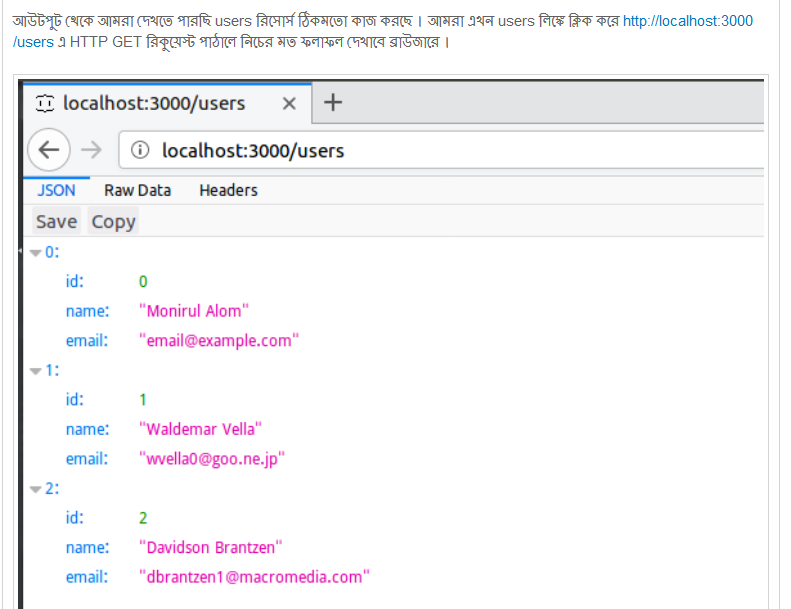 আউটপুট থেকে আমরা দেখতে পারছি users রিসোর্স ঠিকমতো কাজ করছে । আমরা এখন users লিঙ্কে ক্লিক করে http://localhost:3000
/users এ HTTP GET রিকুয়েস্ট পাঠালে নিচের মত ফলাফল দেখাবে ব্রাউজারে ।
localhost:3000/users
localhost:3000/users
JSON Raw Data Headers
Save Copy
0:
id: 0
name: "Monirul Alom"
email: "email@example.com"
1:
id: 1
name: "Waldemar Vella"
email: "wvella0@goo.ne.jp"
2:
id: 2
name: "Davidson Brantzen"
email: "dbrantzen1@macromedia.com"